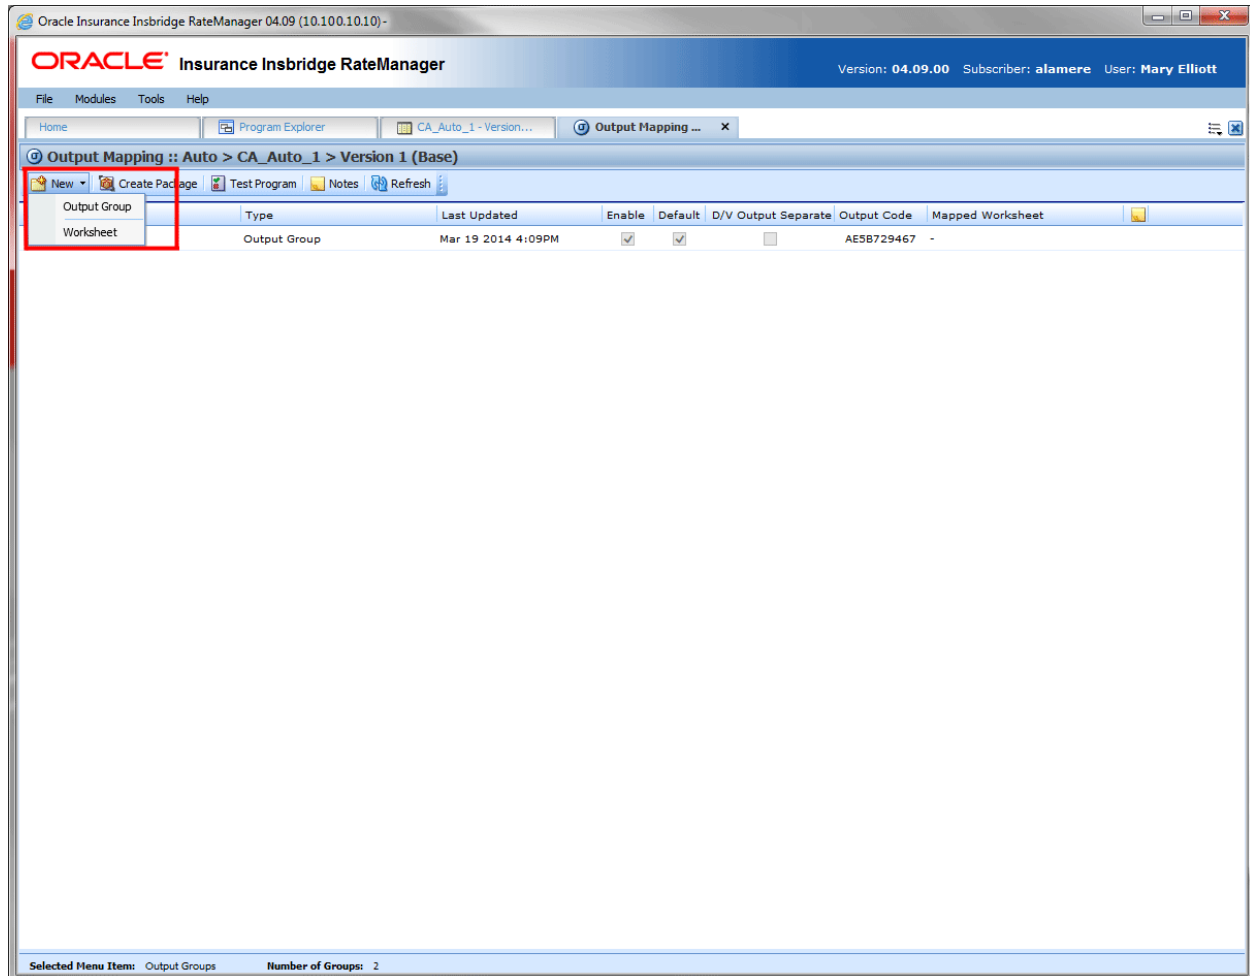 Oracle Insurance Insbridge RateManager 04.09 (10.100.10.10)-
ORACLE Insurance Insbridge RateManager
Version: 04.09.00 Subscriber: alamere User: Mary Elliott
File Modules Tools Help
Home Program Explorer CA_Auto_1 - Version... Output Mapping ... x
Output Mapping :: Auto > CA_Auto_1 > Version 1 (Base)
New Create Package Test Program Notes Refresh
Output Group
Worksheet
Type Last Updated Enable Default D/V Output Separate Output Code Mapped Worksheet
Output Group Mar 19 2014 4:09PM AE5B729467 -
Selected Menu Item: Output Groups Number of Groups: 2